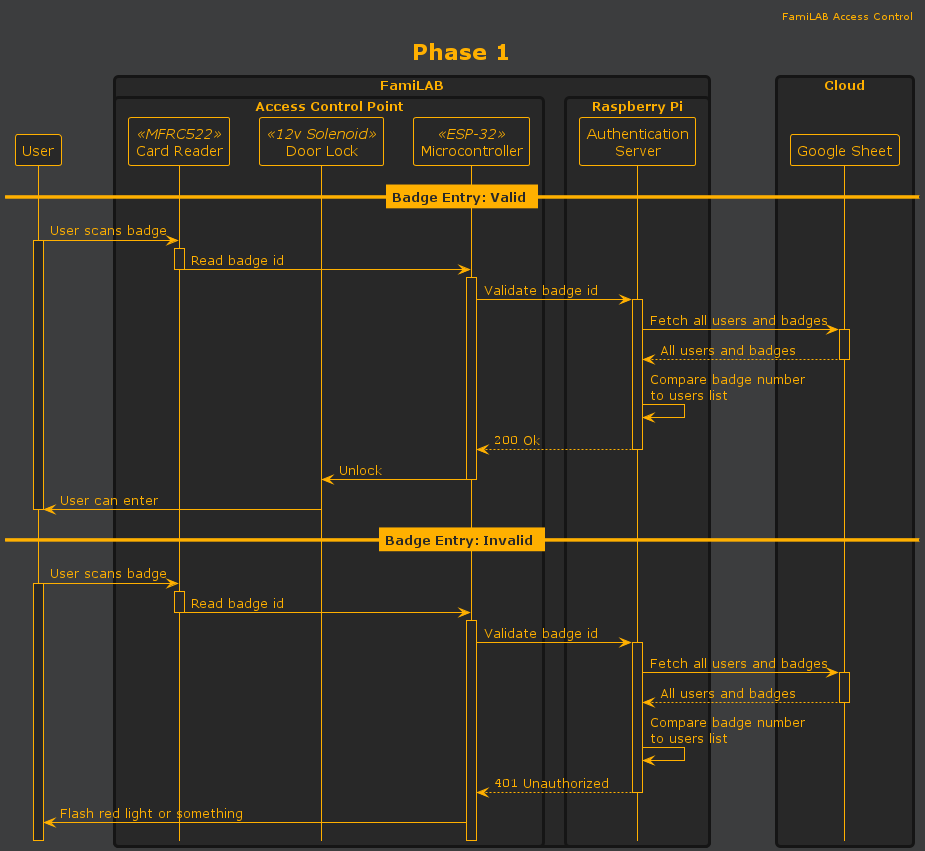 FamiLAB Access Control
Phase 1
FamiLAB
Cloud
Access Control Point
Raspberry Pi
«MFRC522»
Card Reader
«12v Solenoid»
Door Lock
«ESP-32»
Microcontroller
Authentication
Server
User
Google Sheet
Badge Entry: Valid
User scans badge
Read badge id
Validate badge id
Fetch all users and badges
All users and badges
Compare badge number
to users list
200 Ok
Unlock
User can enter
Badge Entry: Invalid
User scans badge
Read badge id
Validate badge id
Fetch all users and badges
All users and badges
Compare badge number
to users list
401 Unauthorized
Flash red light or something